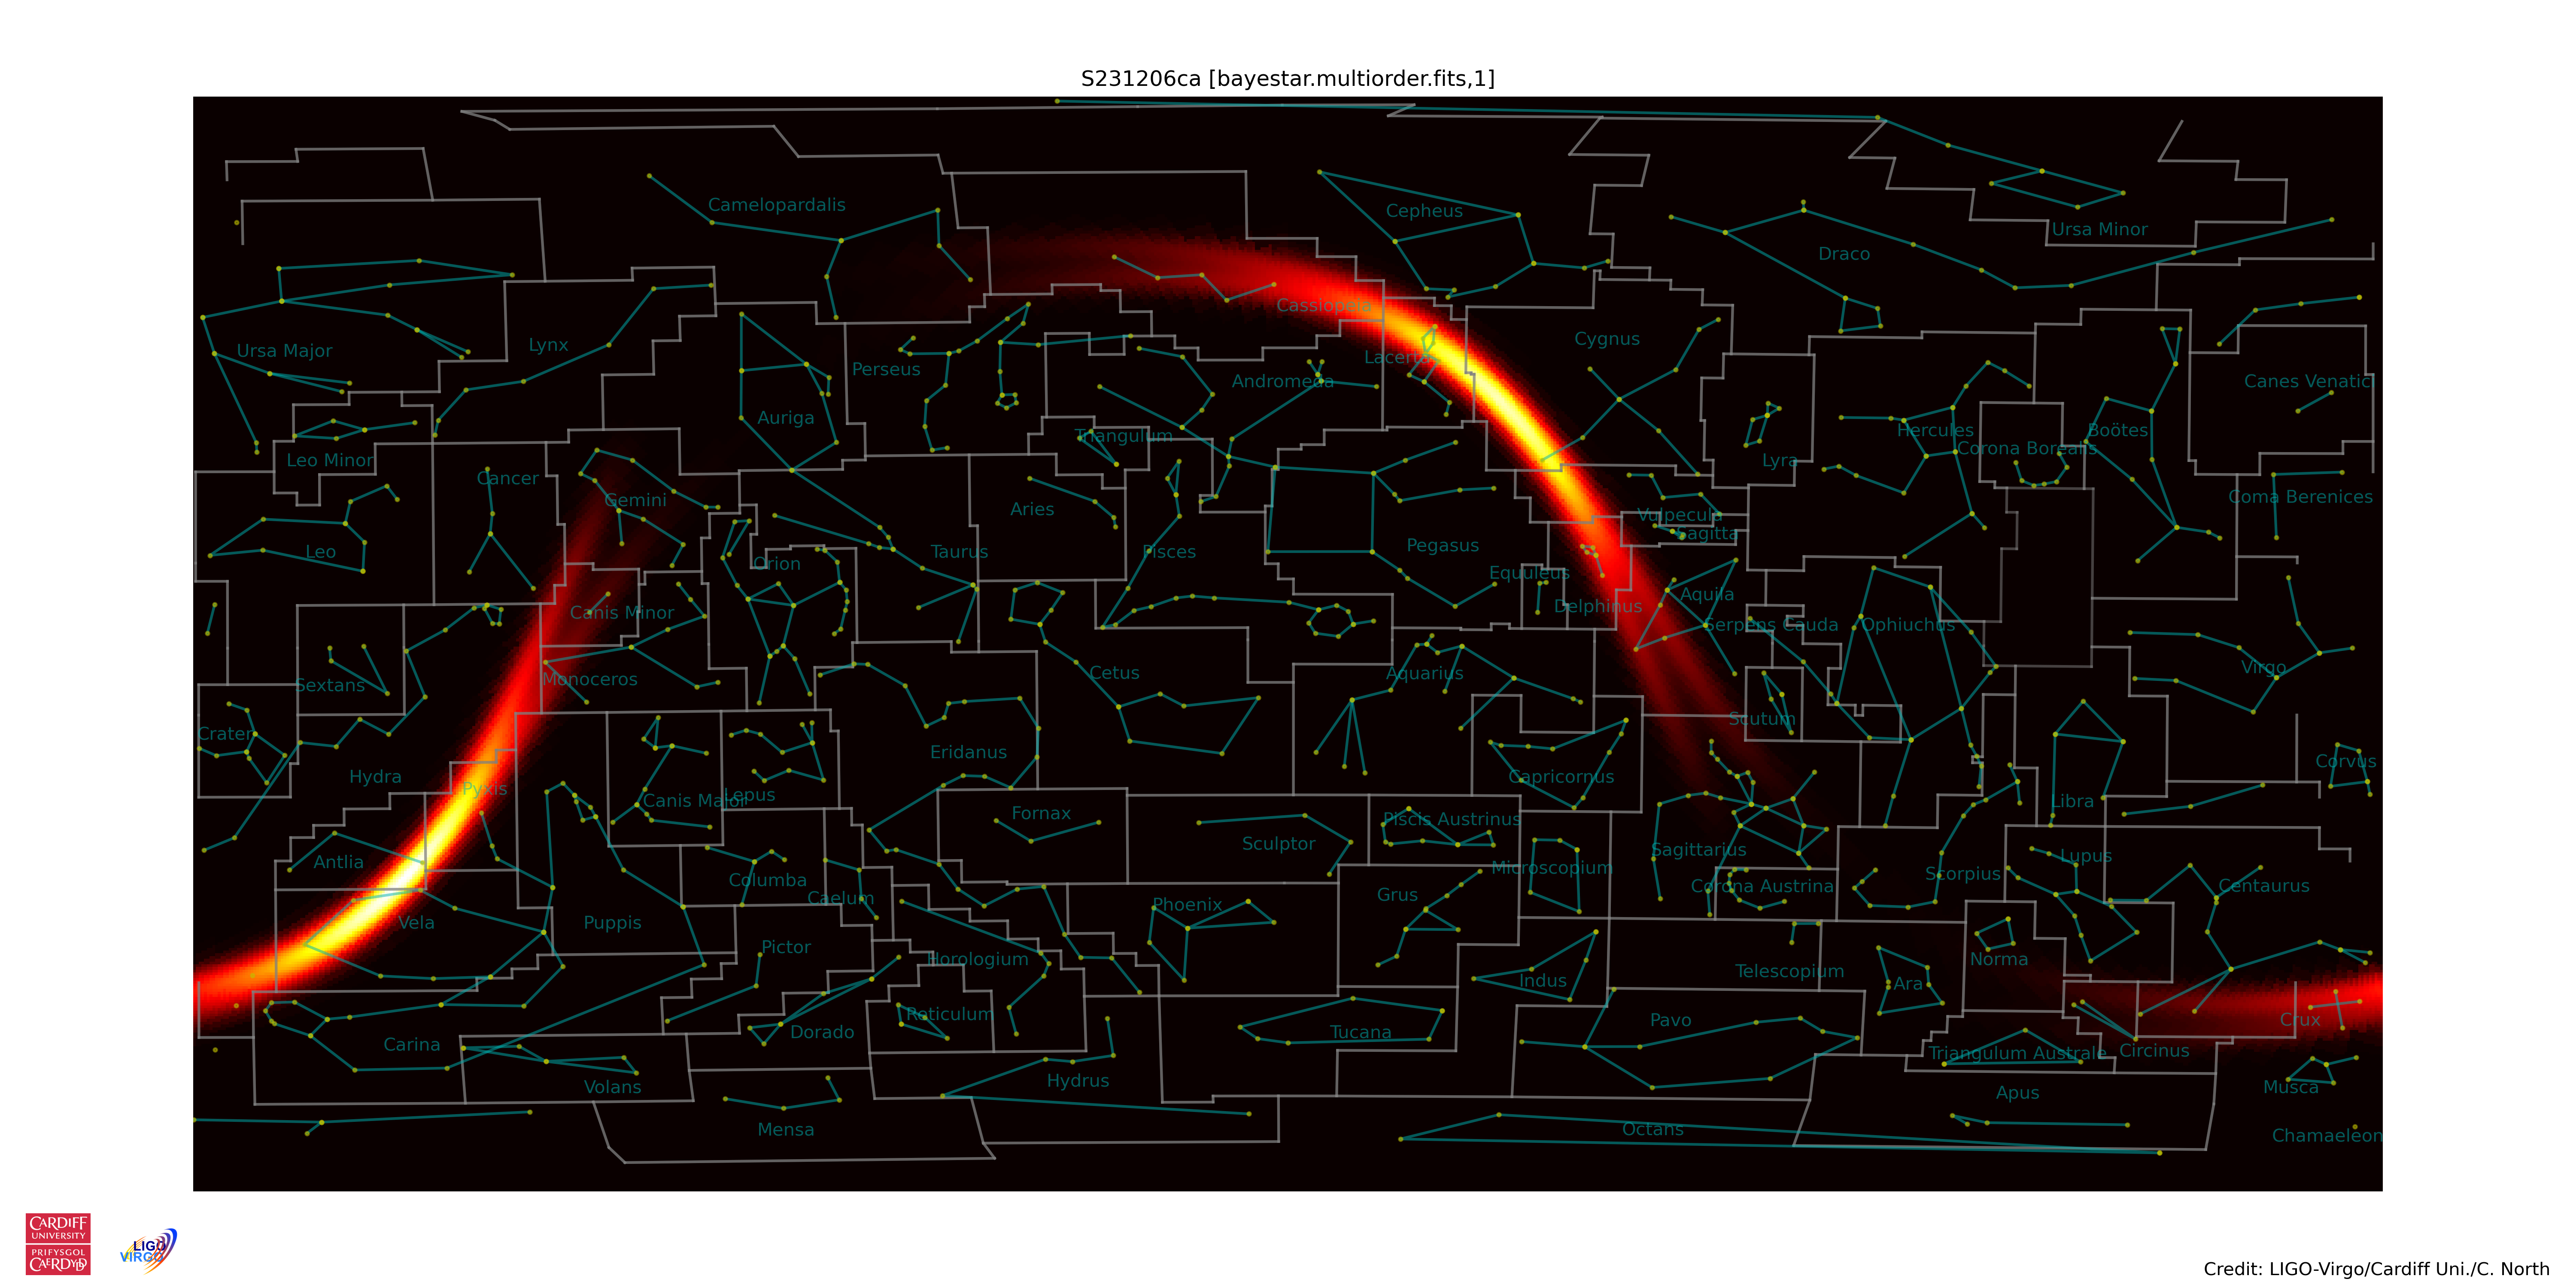 S231206ca [bayestar.multiorder.fits,1]
Camelopardalis
Cepheus
Ursa Minor
Draco
Cassiopeia
Ursa Major
Lynx
Cygnus
Lacerta
Perseus
Andromeda
Canes Venatici
Auriga
Triangulum
Hercules
Boötes
Corona Borealis
Leo Minor
Lyra
Cancer
Gemini
Coma Berenices
Aries
Vulpecula
Sagitta
Leo
Orion
Taurus
Pisces
Pegasus
Equuleus
Canis Minor
Delphinus
Aquila
Serpens Cauda
Ophiuchus
Sextans
Monoceros
Cetus
Aquarius
Virgo
Crater
Scutum
Hydra
Eridanus
Capricornus
Corvus
Pyxis
Canis Major
Lepus
Libra
Fornax
Piscis Austrinus
Antlia
Sculptor
Sagittarius
Lupus
Microscopium
Columba
Caelum
Grus
Corona Austrina
Scorpius
Centaurus
Vela
Puppis
Phoenix
Pictor
Horologium
Telescopium
Norma
Indus
Ara
Reticulum
Carina
Dorado
Tucana
Pavo
Crux
Triangulum Australe
Circinus
Volans
Hydrus
Apus
Musca
Mensa
Octans
Chamaeleon
CARDIFF
UNIVERSITY
PRIFYSGOL
CAERDYDD
LIGO
VIRGO
Credit: LIGO-Virgo/Cardiff Uni./C. North